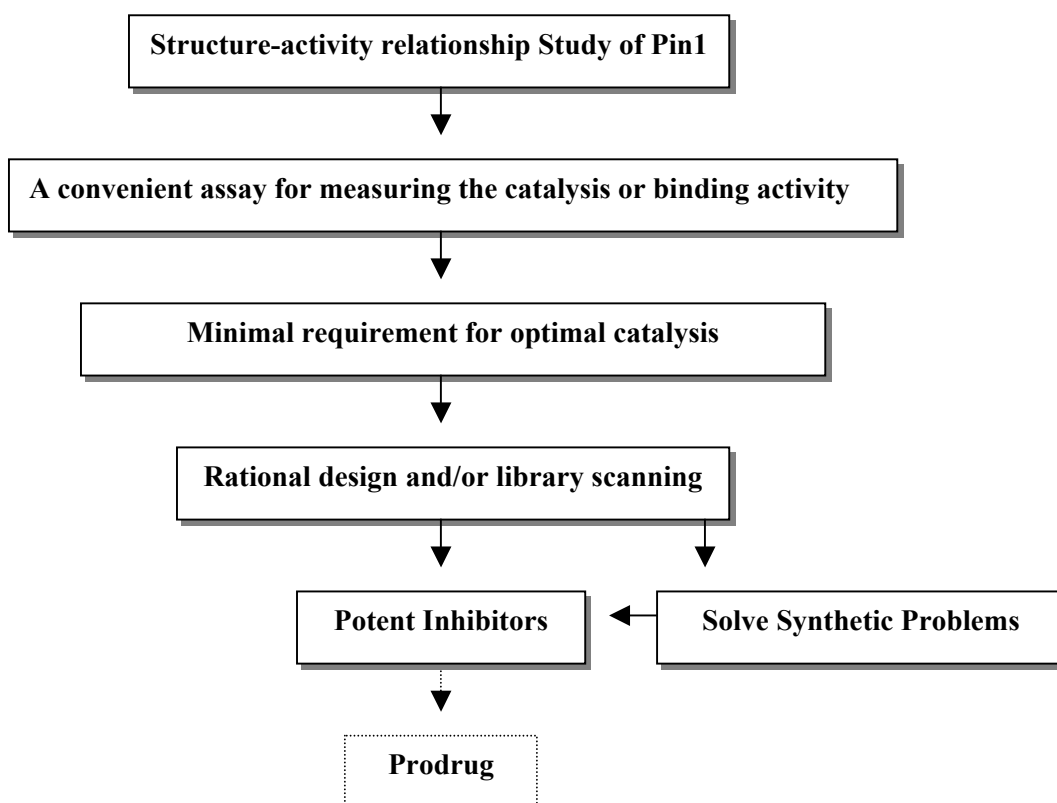 Structure-activity relationship Study of Pin1
A convenient assay for measuring the catalysis or binding activity
Minimal requirement for optimal catalysis
Rational design and/or library scanning
Potent Inhibitors
Solve Synthetic Problems
Prodrug